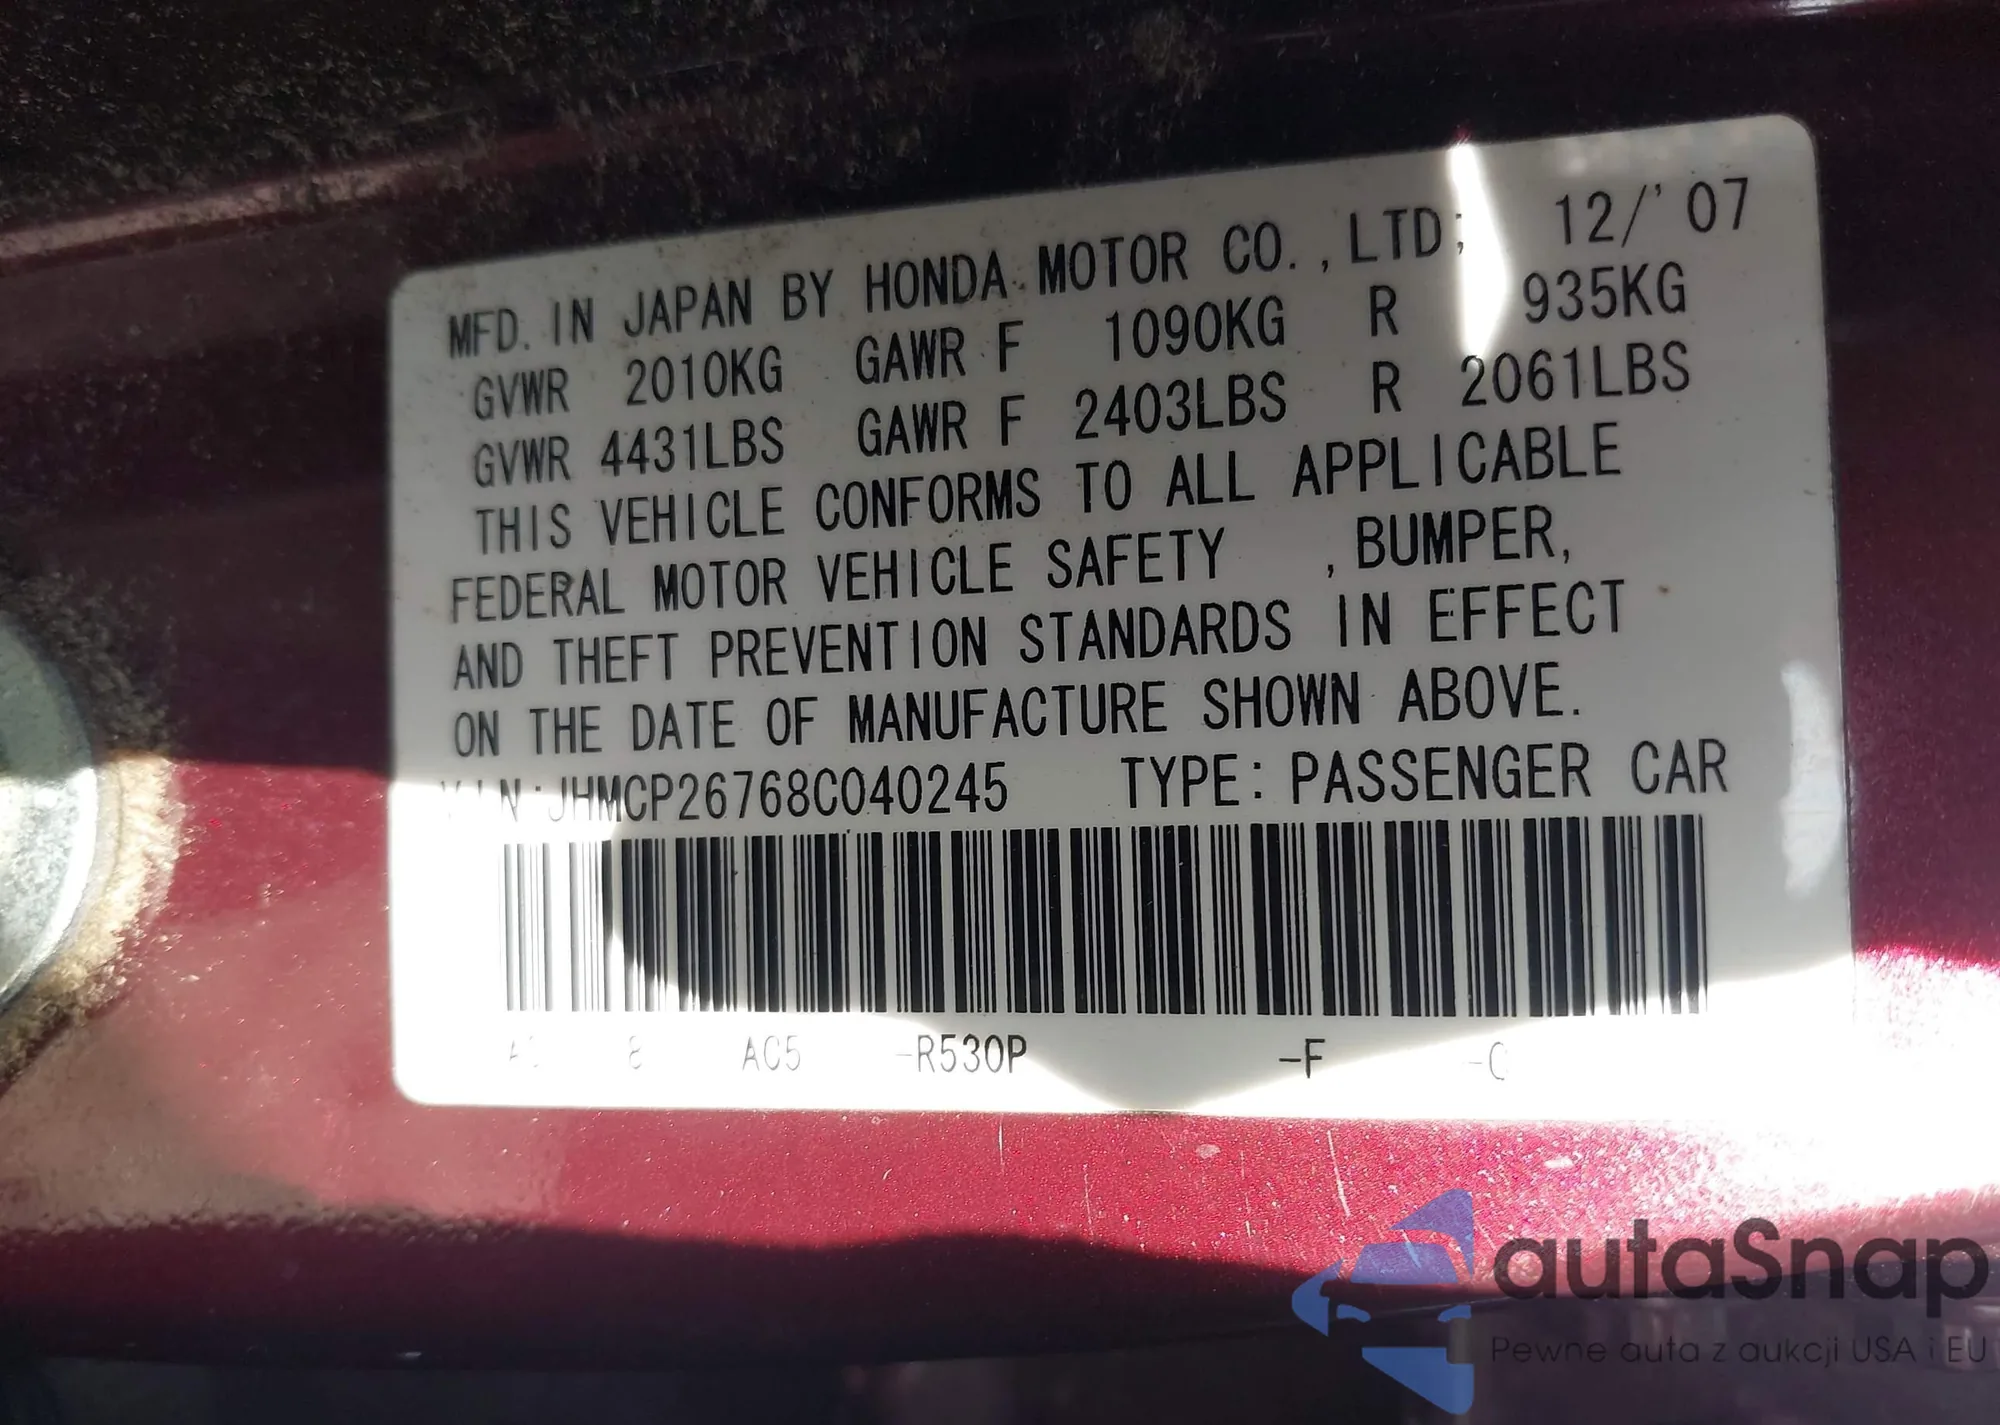 MFD. IN JAPAN BY HONDA MOTOR CO.,LTD; 12/'07
GVWR 2010KG GAWR F 1090KG R 935KG
GVWR 4431LBS GAWR F 2403LBS R 2061LBS
THIS VEHICLE CONFORMS TO ALL APPLICABLE
FEDERAL MOTOR VEHICLE SAFETY , BUMPER,
AND THEFT PREVENTION STANDARDS IN EFFECT
ON THE DATE OF MANUFACTURE SHOWN ABOVE.
VIN:JHMCP26768C040245 TYPE: PASSENGER CAR
8 AC5 -R530P -F
autaSnap
Pewne auta z aukcji USA i EU